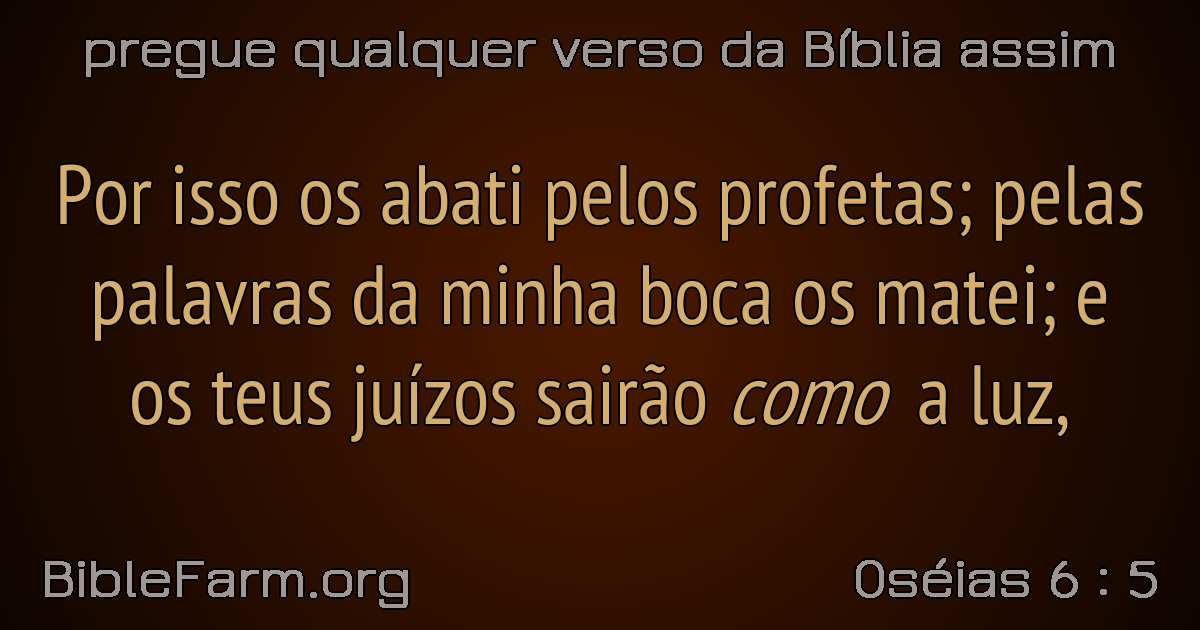 pregue qualquer verso da Bíblia assim
Por isso os abati pelos profetas; pelas
palavras da minha boca os matei; e
os teus juízos sairão como a luz,
BibleFarm.org
Oséias 6 : 5